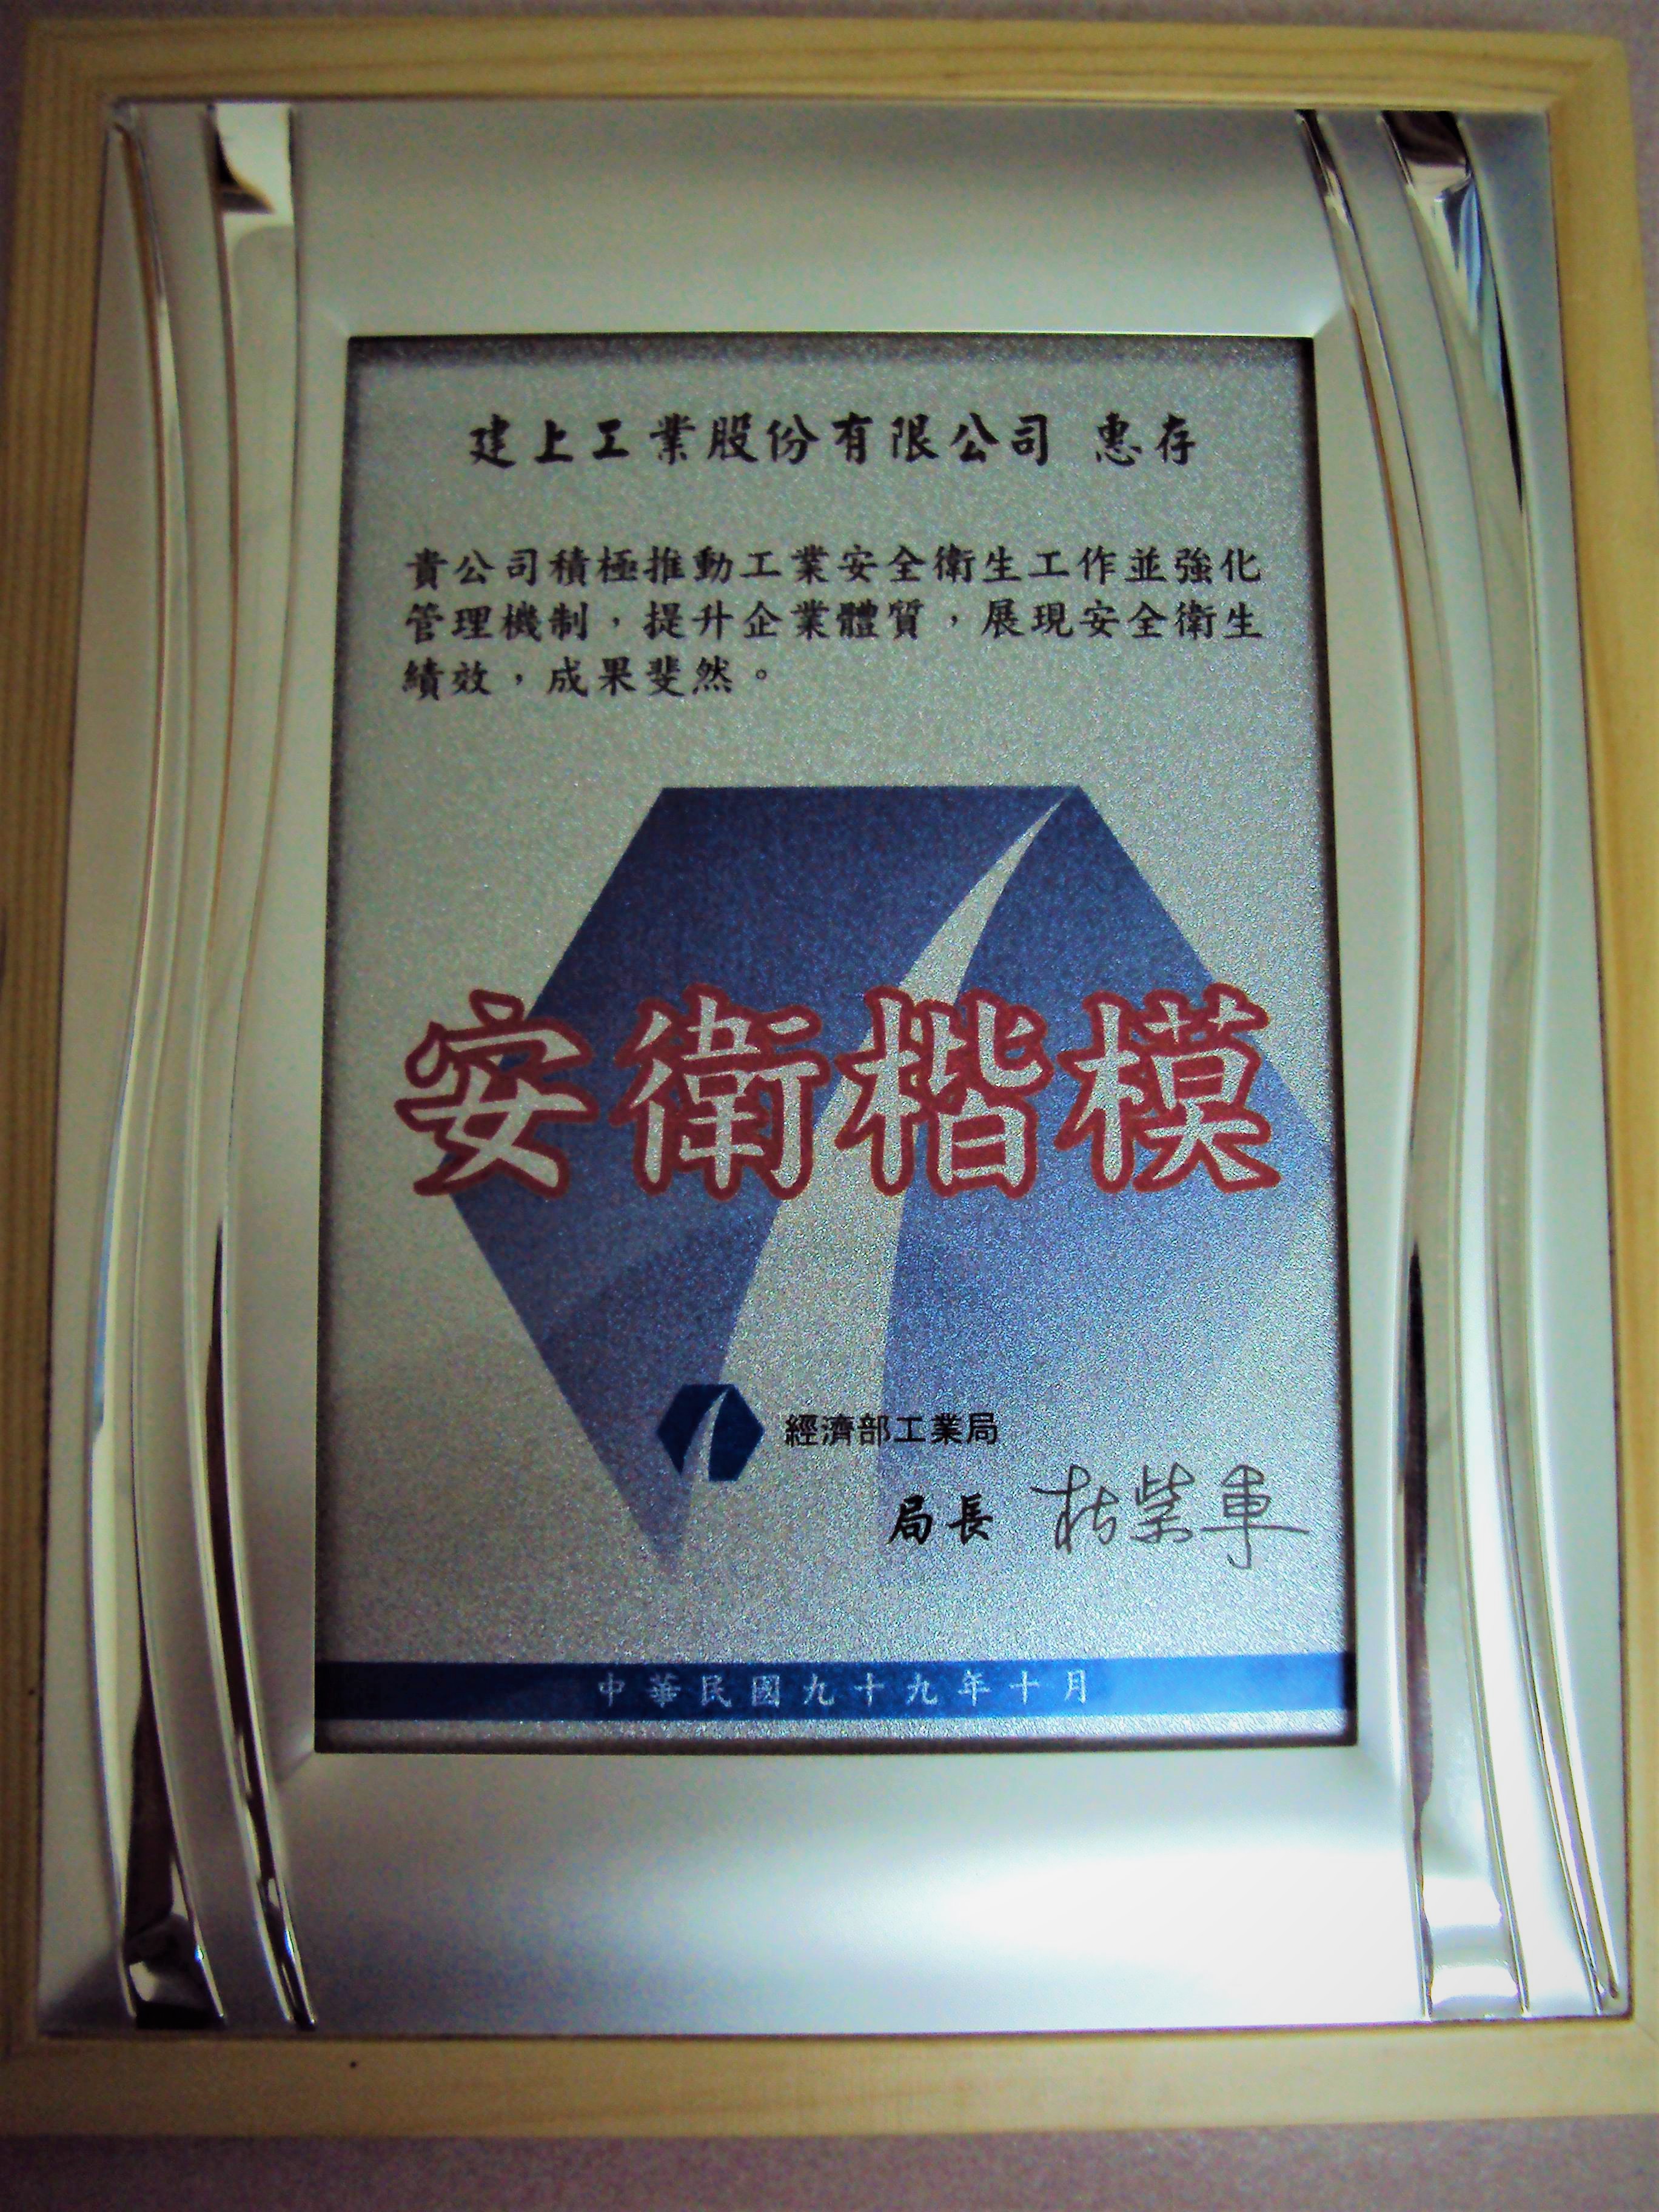 建上工業股份有限公司 惠存
貴公司積極推動工業安全衛生工作並強化
管理機制，提升企業體質，展現安全衛生
績效，成果斐然。
安衛楷模
經濟部工業局
局長
中華民國九十九年十月